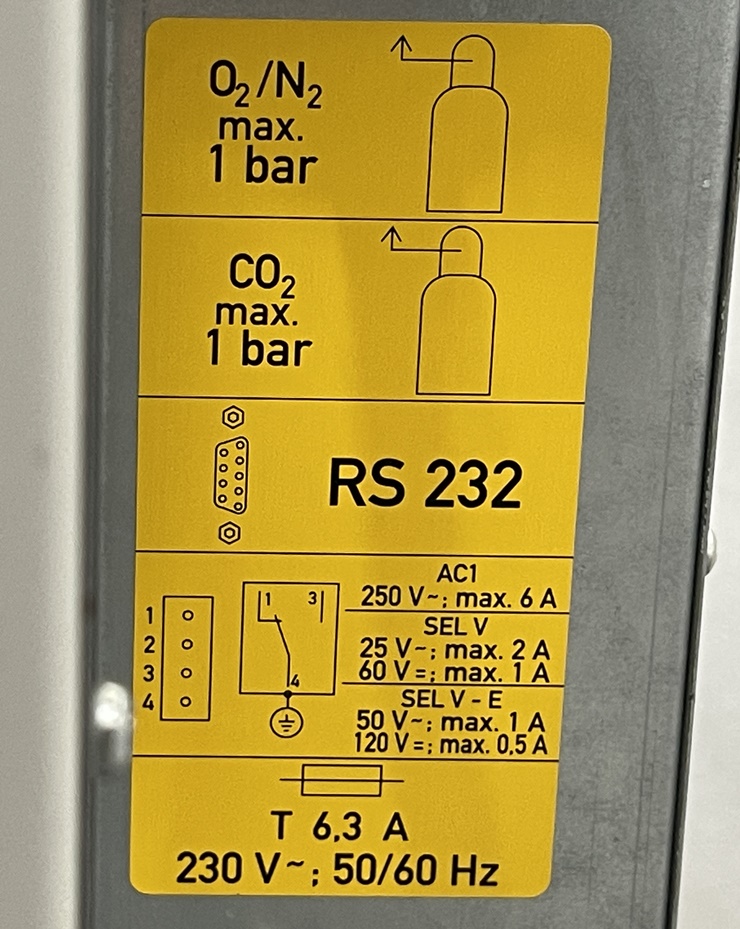 O₂/N₂
max.
1 bar
CO₂
max.
1 bar
RS 232
1
2
3
4
1 3
4
AC1
250 V~; max. 6 A
SEL V
25 V~; max. 2 A
60 V=; max. 1 A
SEL V - E
50 V~; max. 1 A
120 V=; max. 0,5 A
T 6,3 A
230 V~; 50/60 Hz